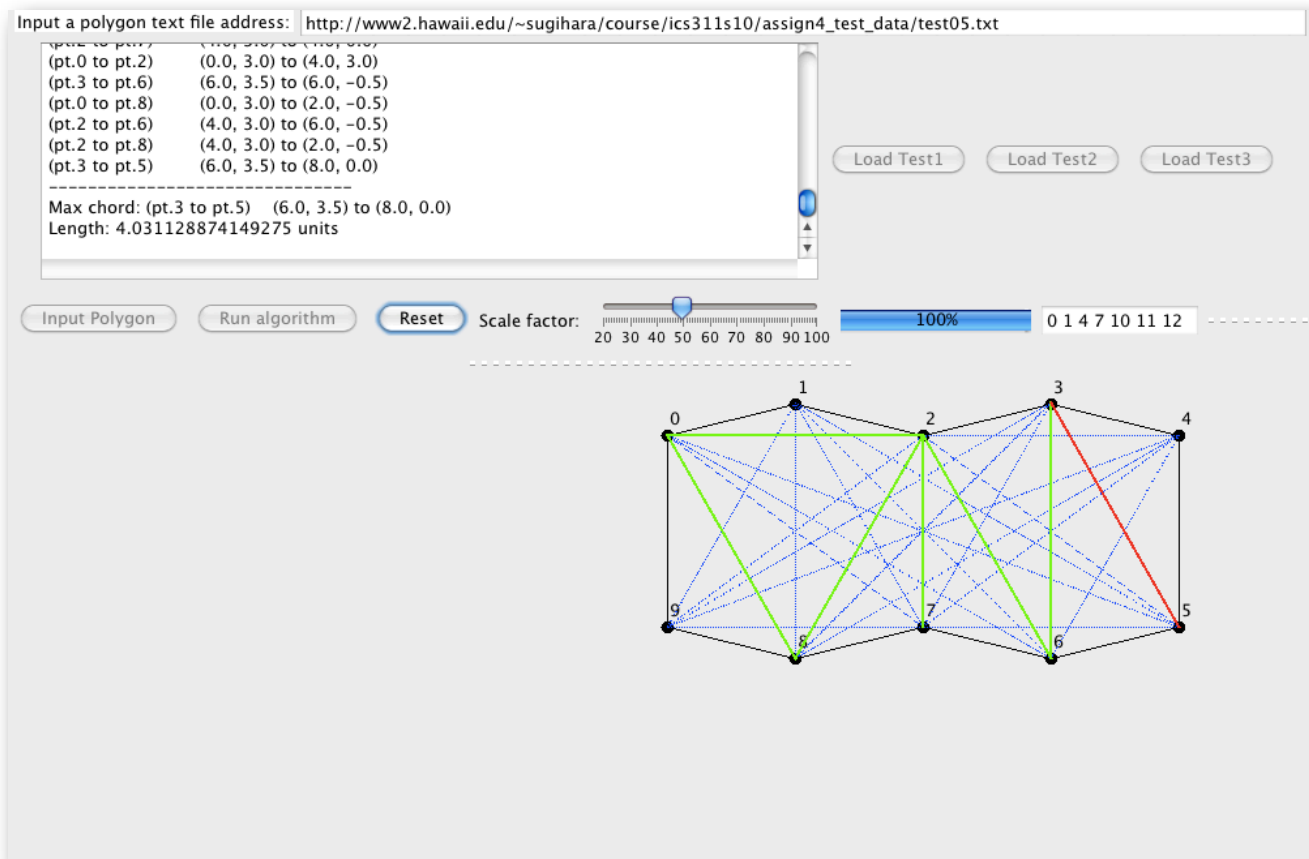 Input a polygon text file address: http://www2.hawaii.edu/~sugihara/course/ics311s10/assign4_test_data/test05.txt
(pt.0 to pt.2) (0.0, 3.0) to (4.0, 3.0)
(pt.3 to pt.6) (6.0, 3.5) to (6.0, -0.5)
(pt.0 to pt.8) (0.0, 3.0) to (2.0, -0.5)
(pt.2 to pt.6) (4.0, 3.0) to (6.0, -0.5)
(pt.2 to pt.8) (4.0, 3.0) to (2.0, -0.5)
(pt.3 to pt.5) (6.0, 3.5) to (8.0, 0.0)
--------------------------------
Max chord: (pt.3 to pt.5) (6.0, 3.5) to (8.0, 0.0)
Length: 4.031128874149275 units
Load Test1 Load Test2 Load Test3
Input Polygon Run algorithm Reset Scale factor: 100% 0 1 4 7 10 11 12
20 30 40 50 60 70 80 90 100
1 3
0 2 4
9 7 5
8 6